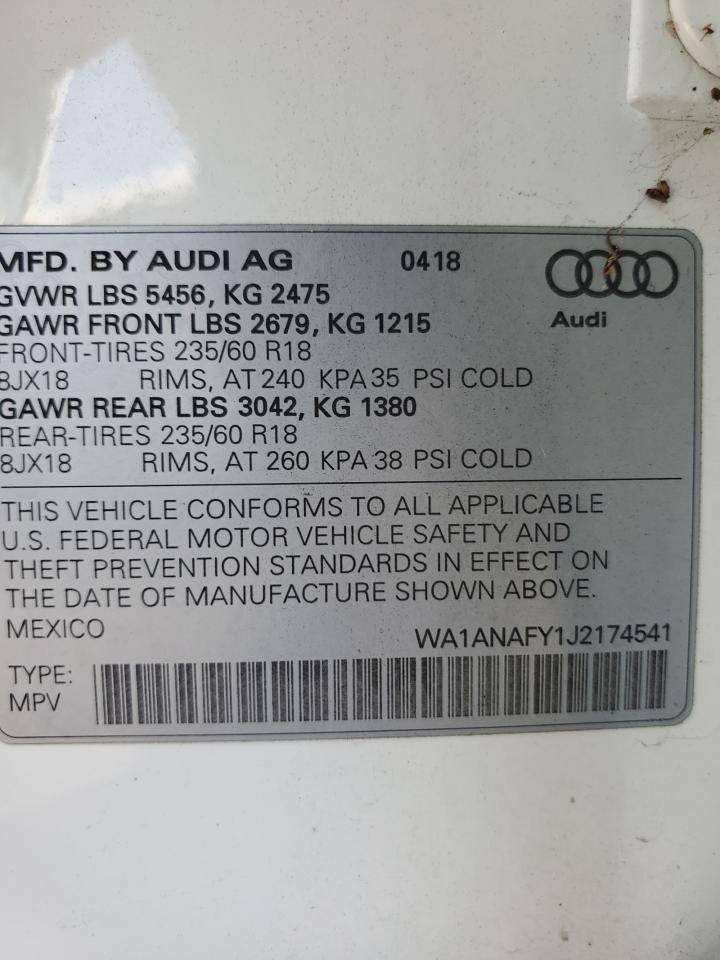 MFD. BY AUDI AG 0418
Audi
GVWR LBS 5456, KG 2475
GAWR FRONT LBS 2679, KG 1215
FRONT-TIRES 235/60 R18
8JX18 RIMS, AT 240 KPA 35 PSI COLD
GAWR REAR LBS 3042, KG 1380
REAR-TIRES 235/60 R18
8JX18 RIMS, AT 260 KPA 38 PSI COLD
THIS VEHICLE CONFORMS TO ALL APPLICABLE
U.S. FEDERAL MOTOR VEHICLE SAFETY AND
THEFT PREVENTION STANDARDS IN EFFECT ON
THE DATE OF MANUFACTURE SHOWN ABOVE.
MEXICO WA1ANAFY1J2174541
TYPE:
MPV